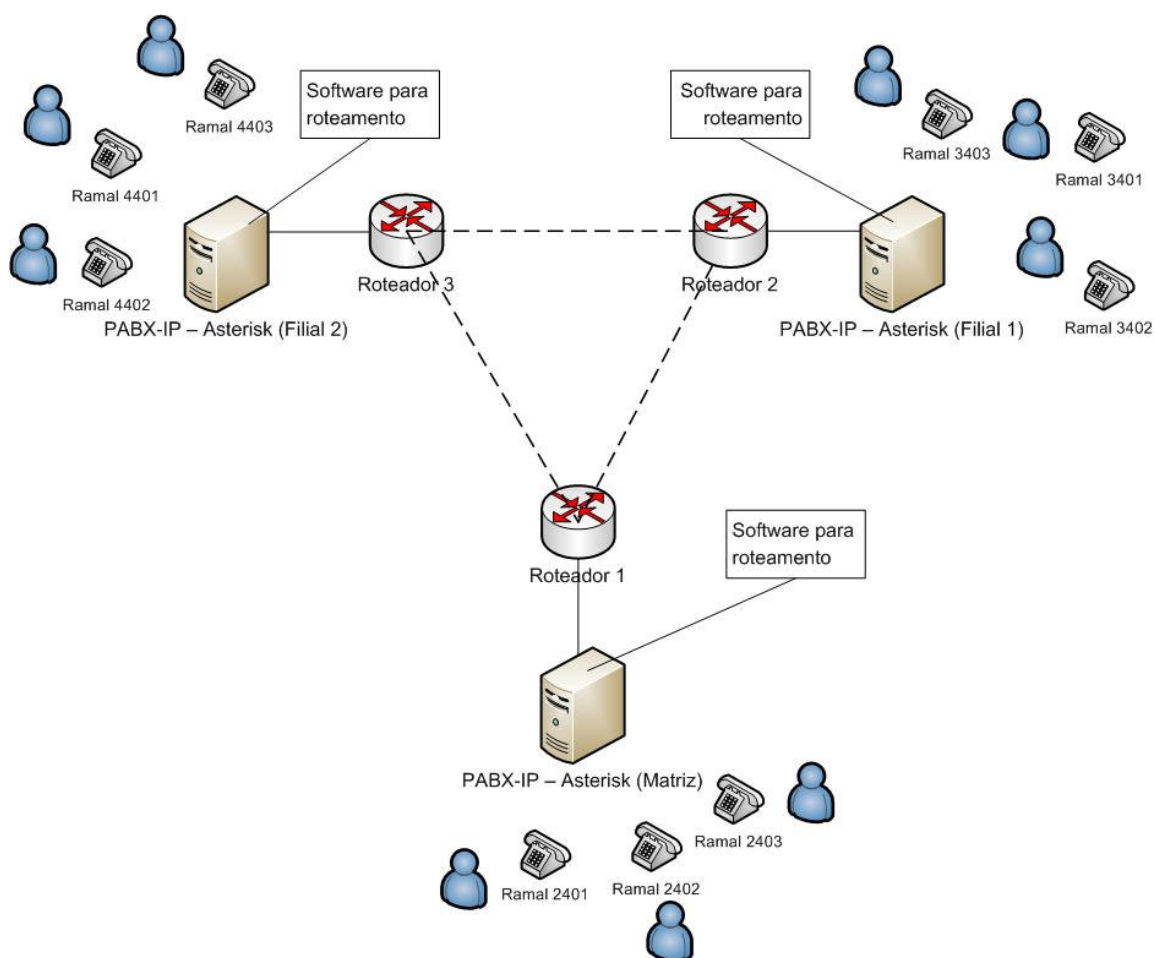 Ramal 4403
Ramal 4401
Ramal 4402
Software para
roteamento
Roteador 3
PABX-IP – Asterisk (Filial 2)
Software para
roteamento
Ramal 3403
Ramal 3401
Ramal 3402
Roteador 2
PABX-IP – Asterisk (Filial 1)
Roteador 1
Software para
roteamento
PABX-IP – Asterisk (Matriz)
Ramal 2403
Ramal 2402
Ramal 2401